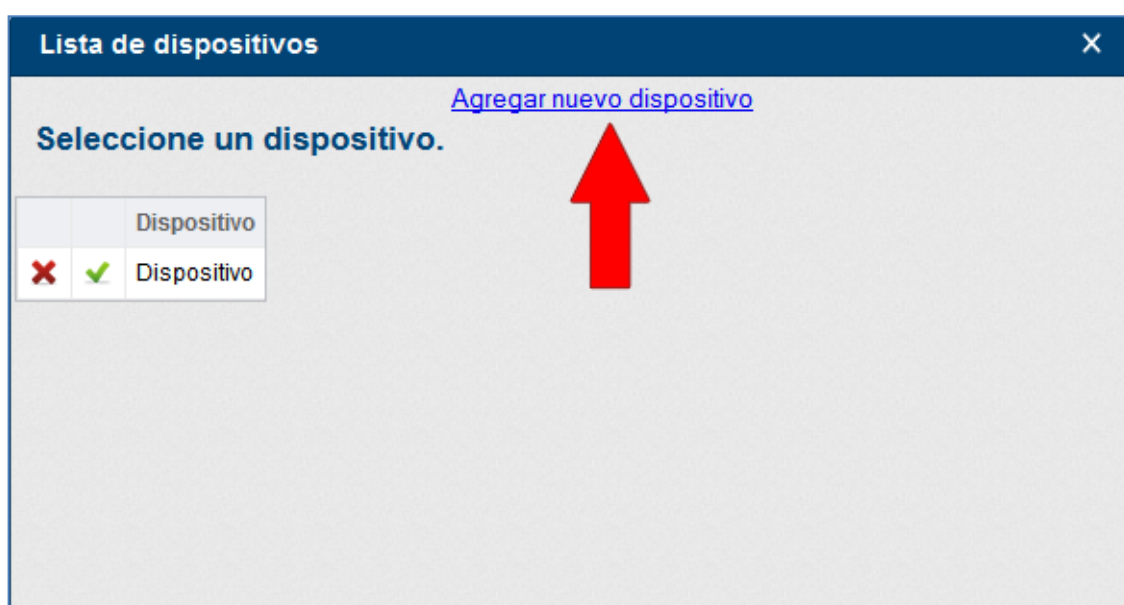 Lista de dispositivos
Agregar nuevo dispositivo
Seleccione un dispositivo.
Dispositivo
Dispositivo